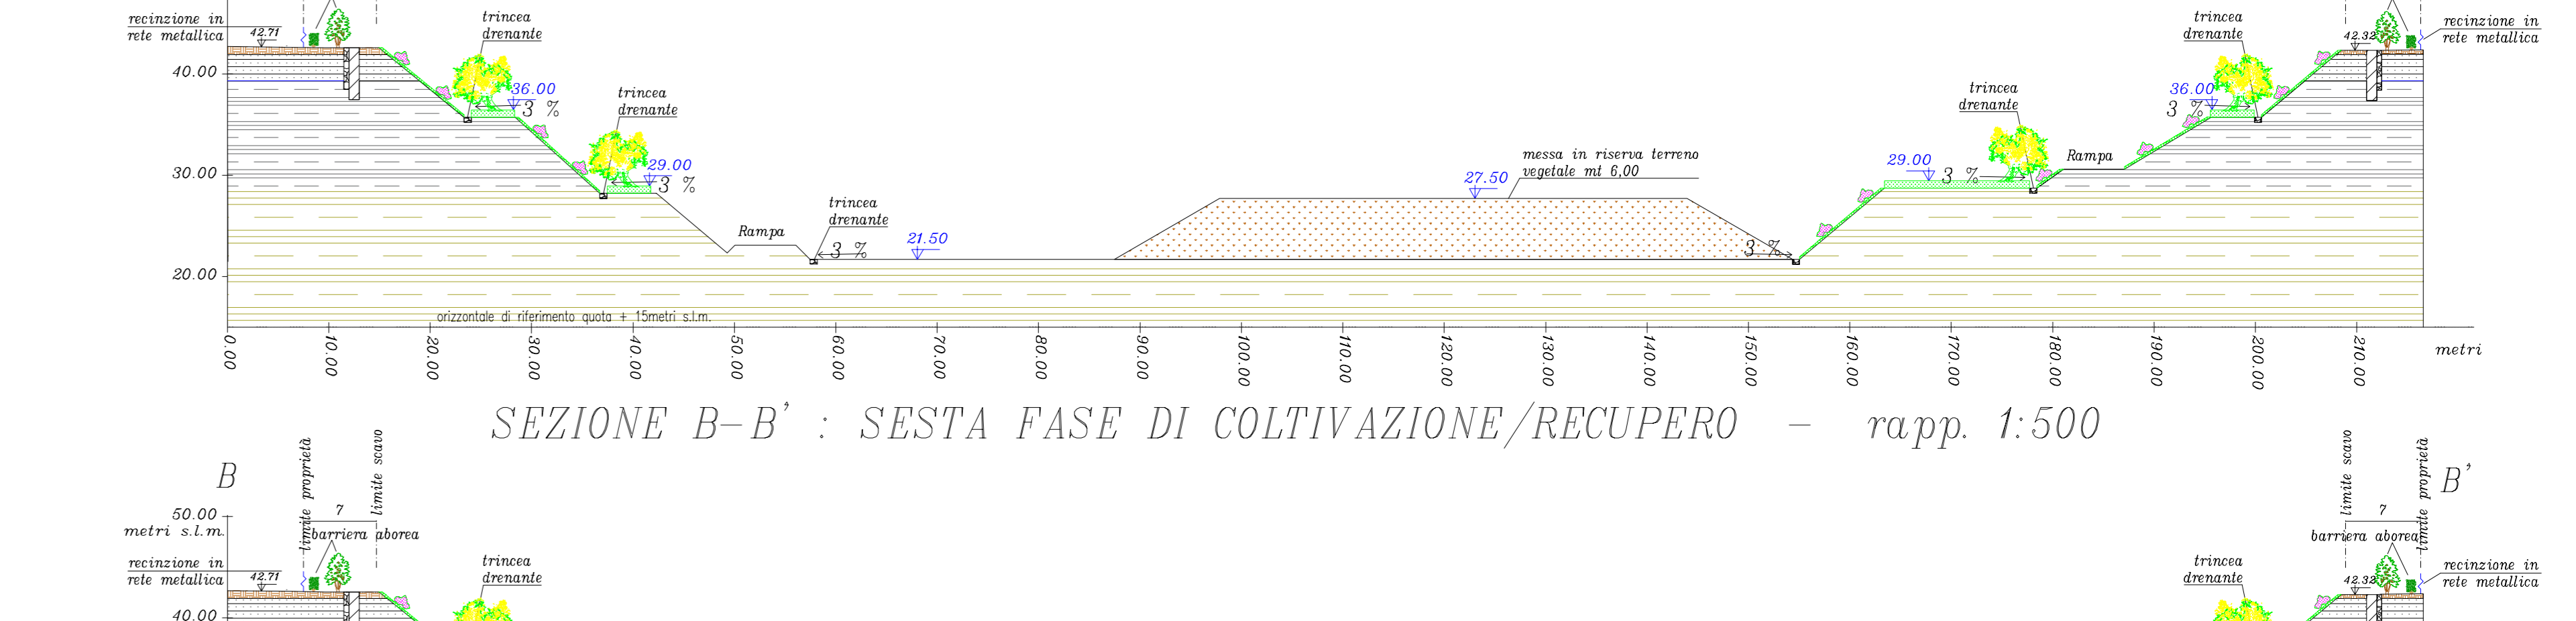 recinzione in
rete metallica
42.71
trincea
drenante
trincea
drenante
42.32
recinzione in
rete metallica
40.00
36.00
3 %
trincea
drenante
trincea
drenante
36.00
3 %
30.00
29.00
3 %
messa in riserva terreno
vegetale mt 6,00
27.50
29.00
3 %
Rampa
trincea
drenante
Rampa
3 %
21.50
3 %
20.00
orizzontale di riferimento quota + 15metri s.l.m.
0.00
10.00
20.00
30.00
40.00
50.00
60.00
70.00
80.00
90.00
100.00
110.00
120.00
130.00
140.00
150.00
160.00
170.00
180.00
190.00
200.00
210.00
metri
SEZIONE B-B' : SESTA FASE DI COLTIVAZIONE/RECUPERO - rapp. 1:500
B
limite proprietà
limite scavo
limite scavo
limite proprietà
B'
50.00
metri s.l.m.
7
barriera aborea
7
barriera aborea
recinzione in
rete metallica
42.71
trincea
drenante
trincea
drenante
42.32
recinzione in
rete metallica
40.00